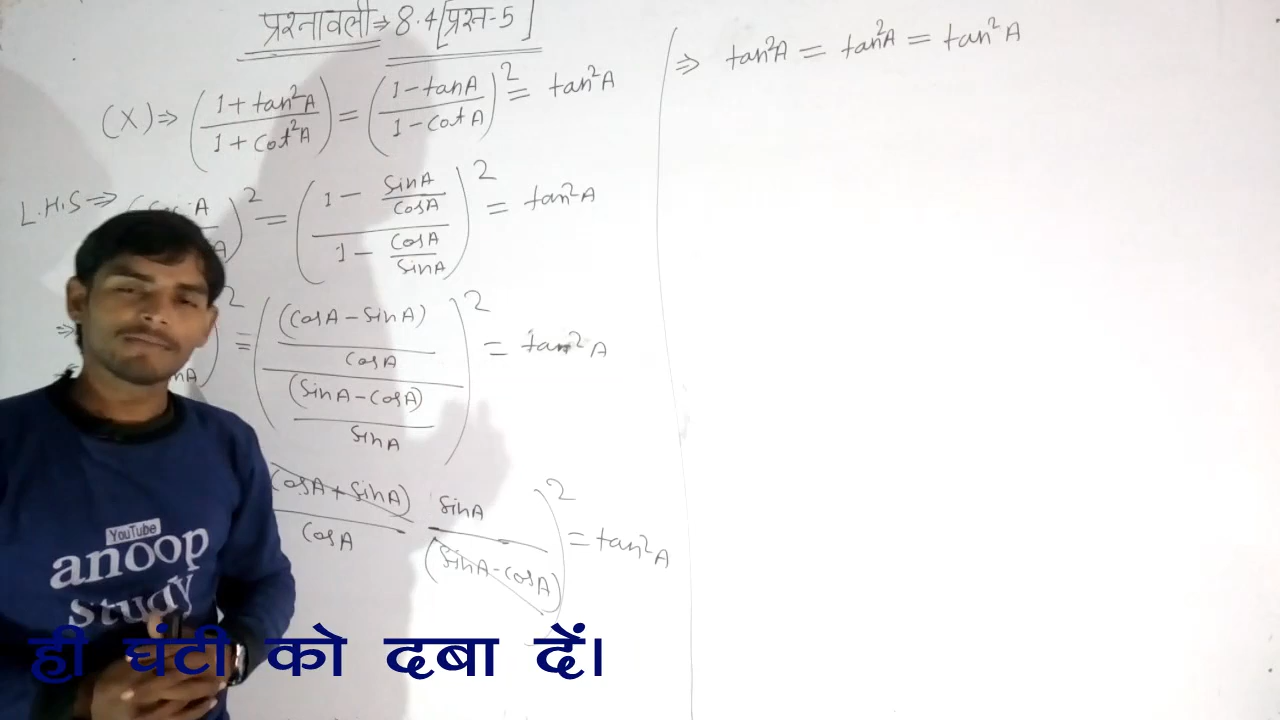 प्रश्नावली ⇒ 8.4 [प्रश्न-5]
(X) ⇒ ((1+tan²A)/(1+cot²A)) = ((1-tanA)/(1-cotA))² = tan²A
L.H.S ⇒ )² = ((1 - sinA/cosA)/(1 - cosA/sinA))² = tan²A
⇒ )² = (((cosA-sinA)/cosA)/((sinA-cosA)/sinA))² = tan²A
(cosA+sinA)/cosA sinA/(sinA-cosA))² = tan²A
⇒ tan²A = tan²A = tan²A
YouTube
anoop
study
ही घंटी को दबा दें।